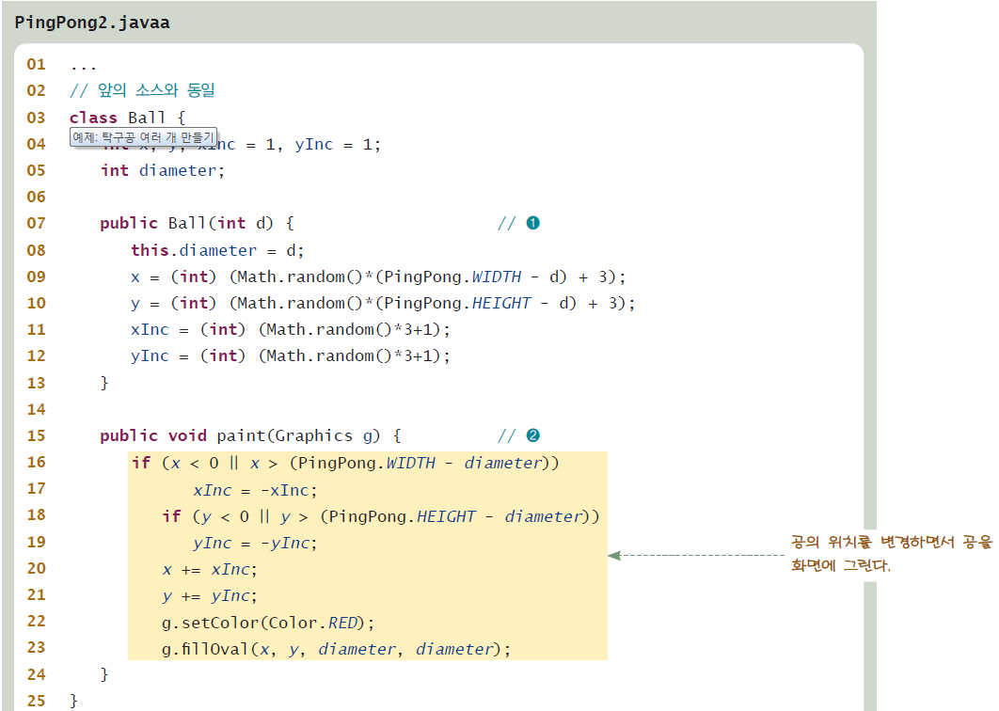 PingPong2.javaa
01 ...
02 // 앞의 소스와 동일
03 class Ball {
예제: 탁구공 여러 개 만들기
04 int x, y, xInc = 1, yInc = 1;
05 int diameter;
06
07 public Ball(int d) { // ❶
08 this.diameter = d;
09 x = (int) (Math.random()*(PingPong.WIDTH - d) + 3);
10 y = (int) (Math.random()*(PingPong.HEIGHT - d) + 3);
11 xInc = (int) (Math.random()*3+1);
12 yInc = (int) (Math.random()*3+1);
13 }
14
15 public void paint(Graphics g) { // ❷
16 if (x < 0 || x > (PingPong.WIDTH - diameter))
17 xInc = -xInc;
18 if (y < 0 || y > (PingPong.HEIGHT - diameter))
19 yInc = -yInc;
20 x += xInc;
21 y += yInc;
22 g.setColor(Color.RED);
23 g.fillOval(x, y, diameter, diameter);
24 }
25 }
공의 위치를 변경하면서 공을
화면에 그린다.